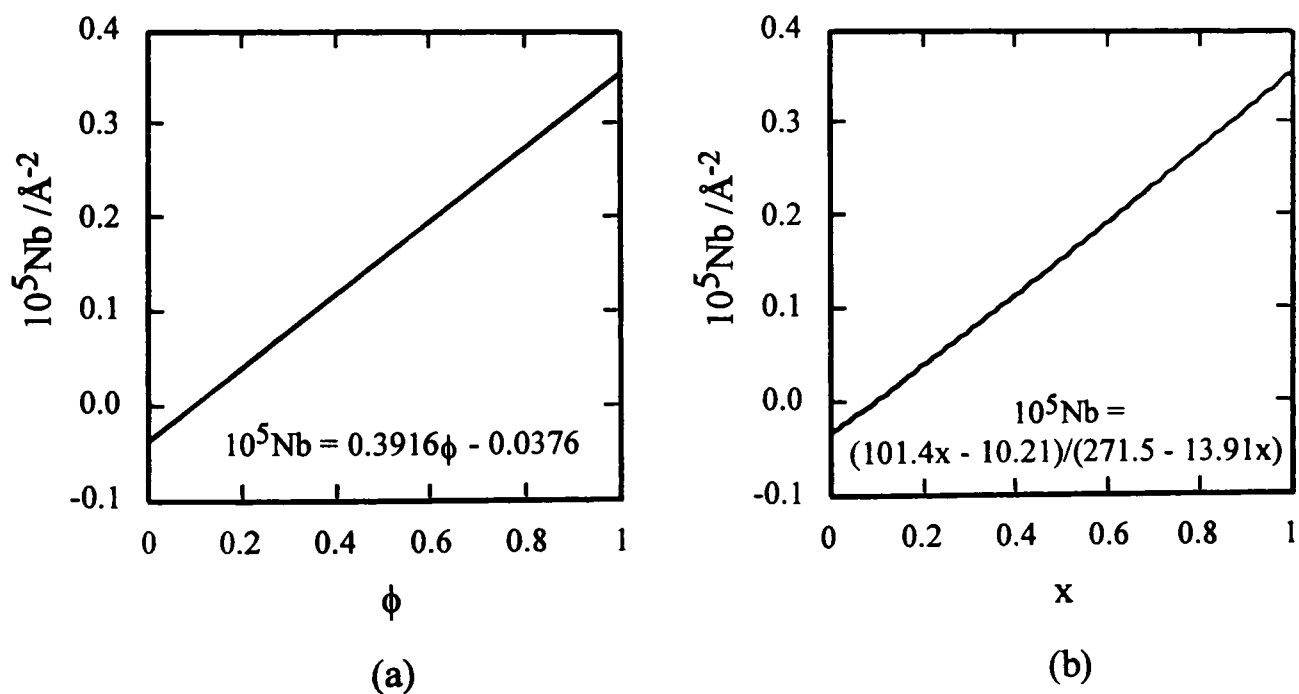 0.4
0.3
0.2
0.1
0.0
-0.1
10⁵Nb /Å⁻²
10⁵Nb = 0.3916ϕ - 0.0376
0 0.2 0.4 0.6 0.8 1
ϕ
(a)
0.4
0.3
0.2
0.1
0.0
-0.1
10⁵Nb /Å⁻²
10⁵Nb =
(101.4x - 10.21)/(271.5 - 13.91x)
0 0.2 0.4 0.6 0.8 1
x
(b)